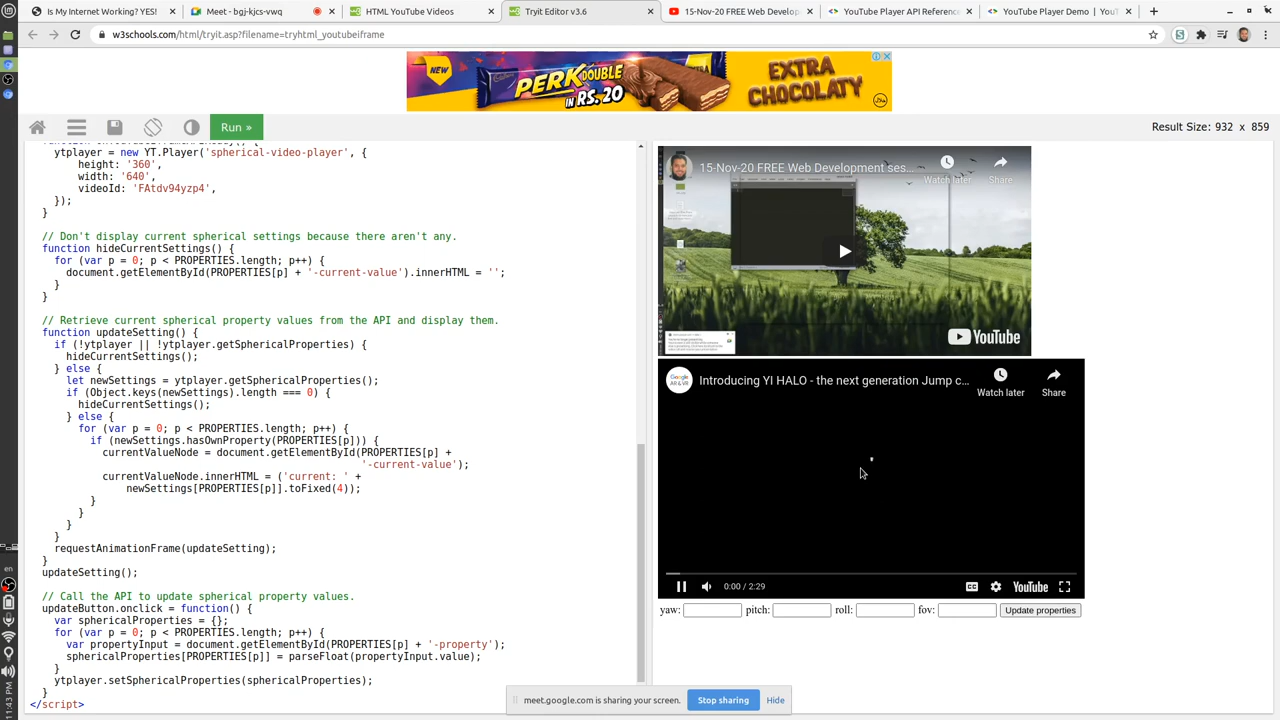 Is My Internet Working? YES!
Meet - bgj-kjcs-vwq
HTML YouTube Videos
Tryit Editor v3.6
15-Nov-20 FREE Web Develop
YouTube Player API Reference
YouTube Player Demo | YouT
w3schools.com/html/tryit.asp?filename=tryhtml_youtubeiframe
NEW
Cadbury
PERK DOUBLE
IN RS. 20
EXTRA
CHOCOLATY
Run »
Result Size: 932 x 859
ytplayer = new YT.Player('spherical-video-player', {
height: '360',
width: '640',
videoId: 'FAtdv94yzp4',
});
}
// Don't display current spherical settings because there aren't any.
function hideCurrentSettings() {
for (var p = 0; p < PROPERTIES.length; p++) {
document.getElementById(PROPERTIES[p] + '-current-value').innerHTML = '';
}
}
// Retrieve current spherical property values from the API and display them.
function updateSetting() {
if (!ytplayer || !ytplayer.getSphericalProperties) {
hideCurrentSettings();
} else {
let newSettings = ytplayer.getSphericalProperties();
if (Object.keys(newSettings).length === 0) {
hideCurrentSettings();
} else {
for (var p = 0; p < PROPERTIES.length; p++) {
if (newSettings.hasOwnProperty(PROPERTIES[p])) {
currentValueNode = document.getElementById(PROPERTIES[p] +
'-current-value');
currentValueNode.innerHTML = ('current: ' +
newSettings[PROPERTIES[p]].toFixed(4));
}
}
}
}
requestAnimationFrame(updateSetting);
}
updateSetting();
// Call the API to update spherical property values.
updateButton.onclick = function() {
var sphericalProperties = {};
for (var p = 0; p < PROPERTIES.length; p++) {
var propertyInput = document.getElementById(PROPERTIES[p] + '-property');
sphericalProperties[PROPERTIES[p]] = parseFloat(propertyInput.value);
}
ytplayer.setSphericalProperties(sphericalProperties);
}
</script>
15-Nov-20 FREE Web Development ses...
Watch later
Share
YouTube
Google
AR & VR
Introducing YI HALO - the next generation Jump c...
Watch later
Share
0:00 / 2:29
CC
YouTube
yaw: pitch: roll: fov: Update properties
meet.google.com is sharing your screen. Stop sharing Hide
en
11:43 PM